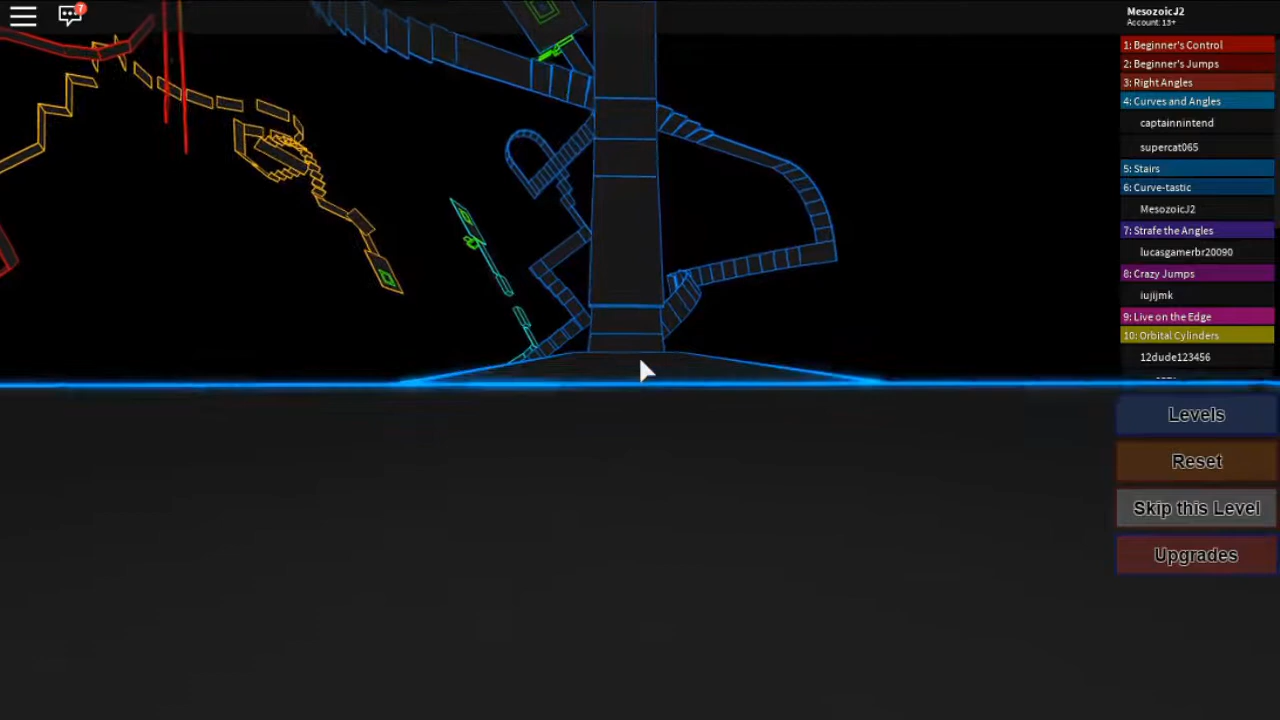 7
MesozoicJ2
Account: 13+
1: Beginner's Control
2: Beginner's Jumps
3: Right Angles
4: Curves and Angles
captainnintend
supercat065
5: Stairs
6: Curve-tastic
MesozoicJ2
7: Strafe the Angles
lucasgamerbr20090
8: Crazy Jumps
iujijmk
9: Live on the Edge
10: Orbital Cylinders
12dude123456
Levels
Reset
Skip this Level
Upgrades